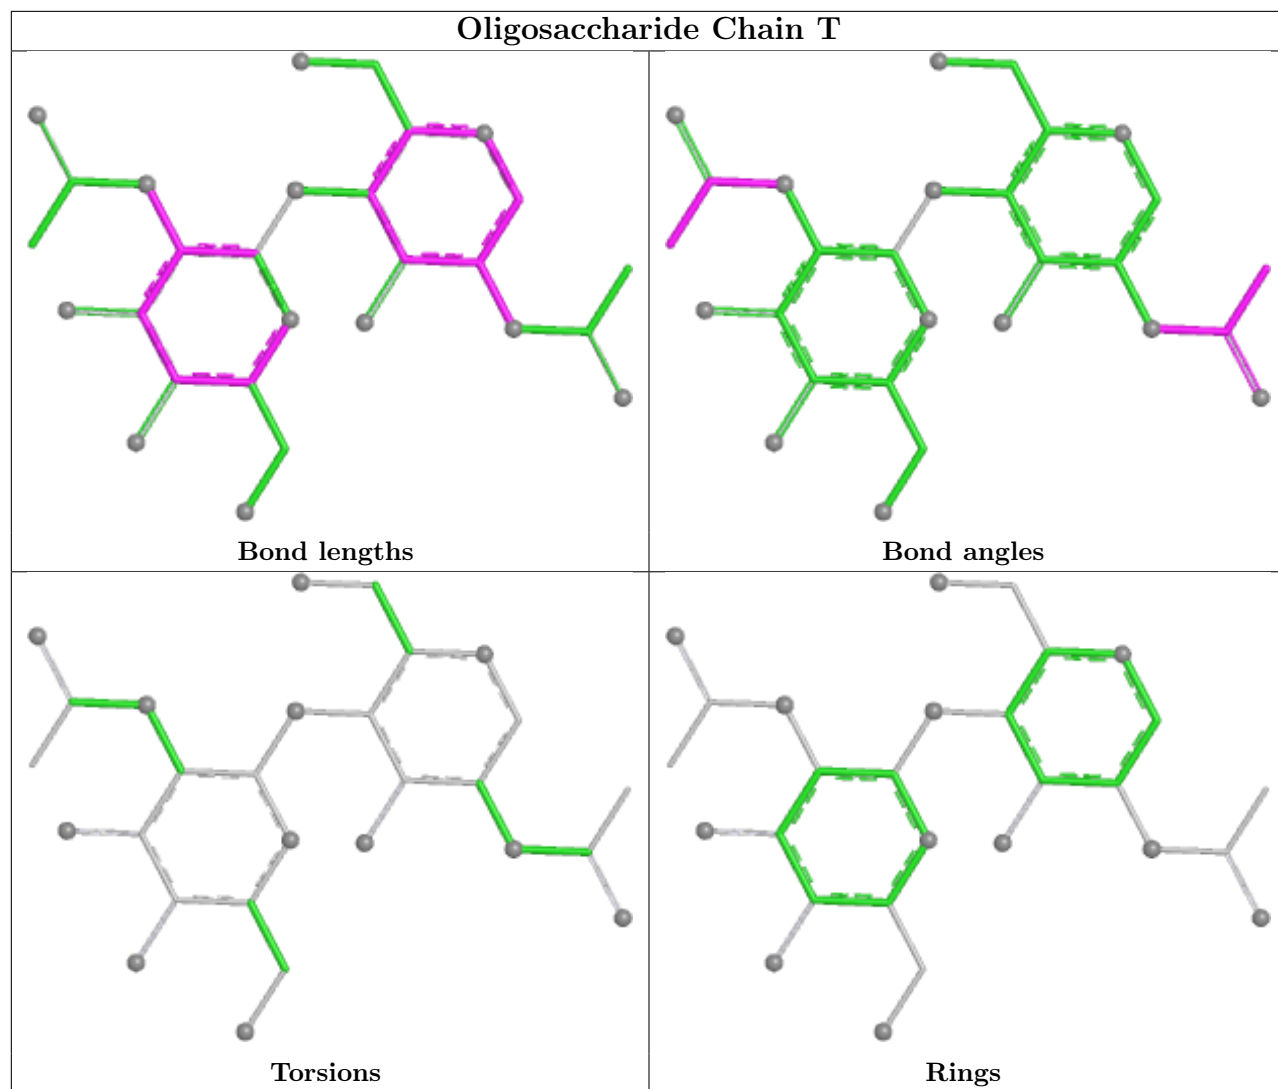 Oligosaccharide Chain T
Bond lengths
Bond angles
Torsions
Rings